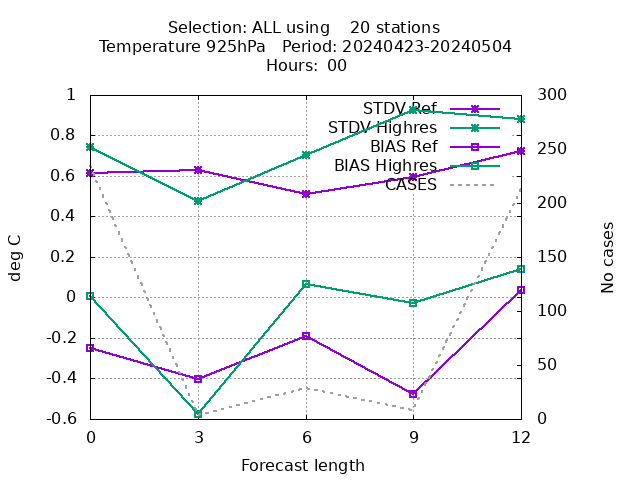 Selection: ALL using    20 stations
Temperature 925hPa   Period: 20240423-20240504
Hours: 00
1
0.8
0.6
0.4
0.2
0
-0.2
-0.4
-0.6
deg C
300
250
200
150
100
50
0
No cases
STDV Ref
STDV Highres
BIAS Ref
BIAS Highres
CASES
0
3
6
9
12
Forecast length